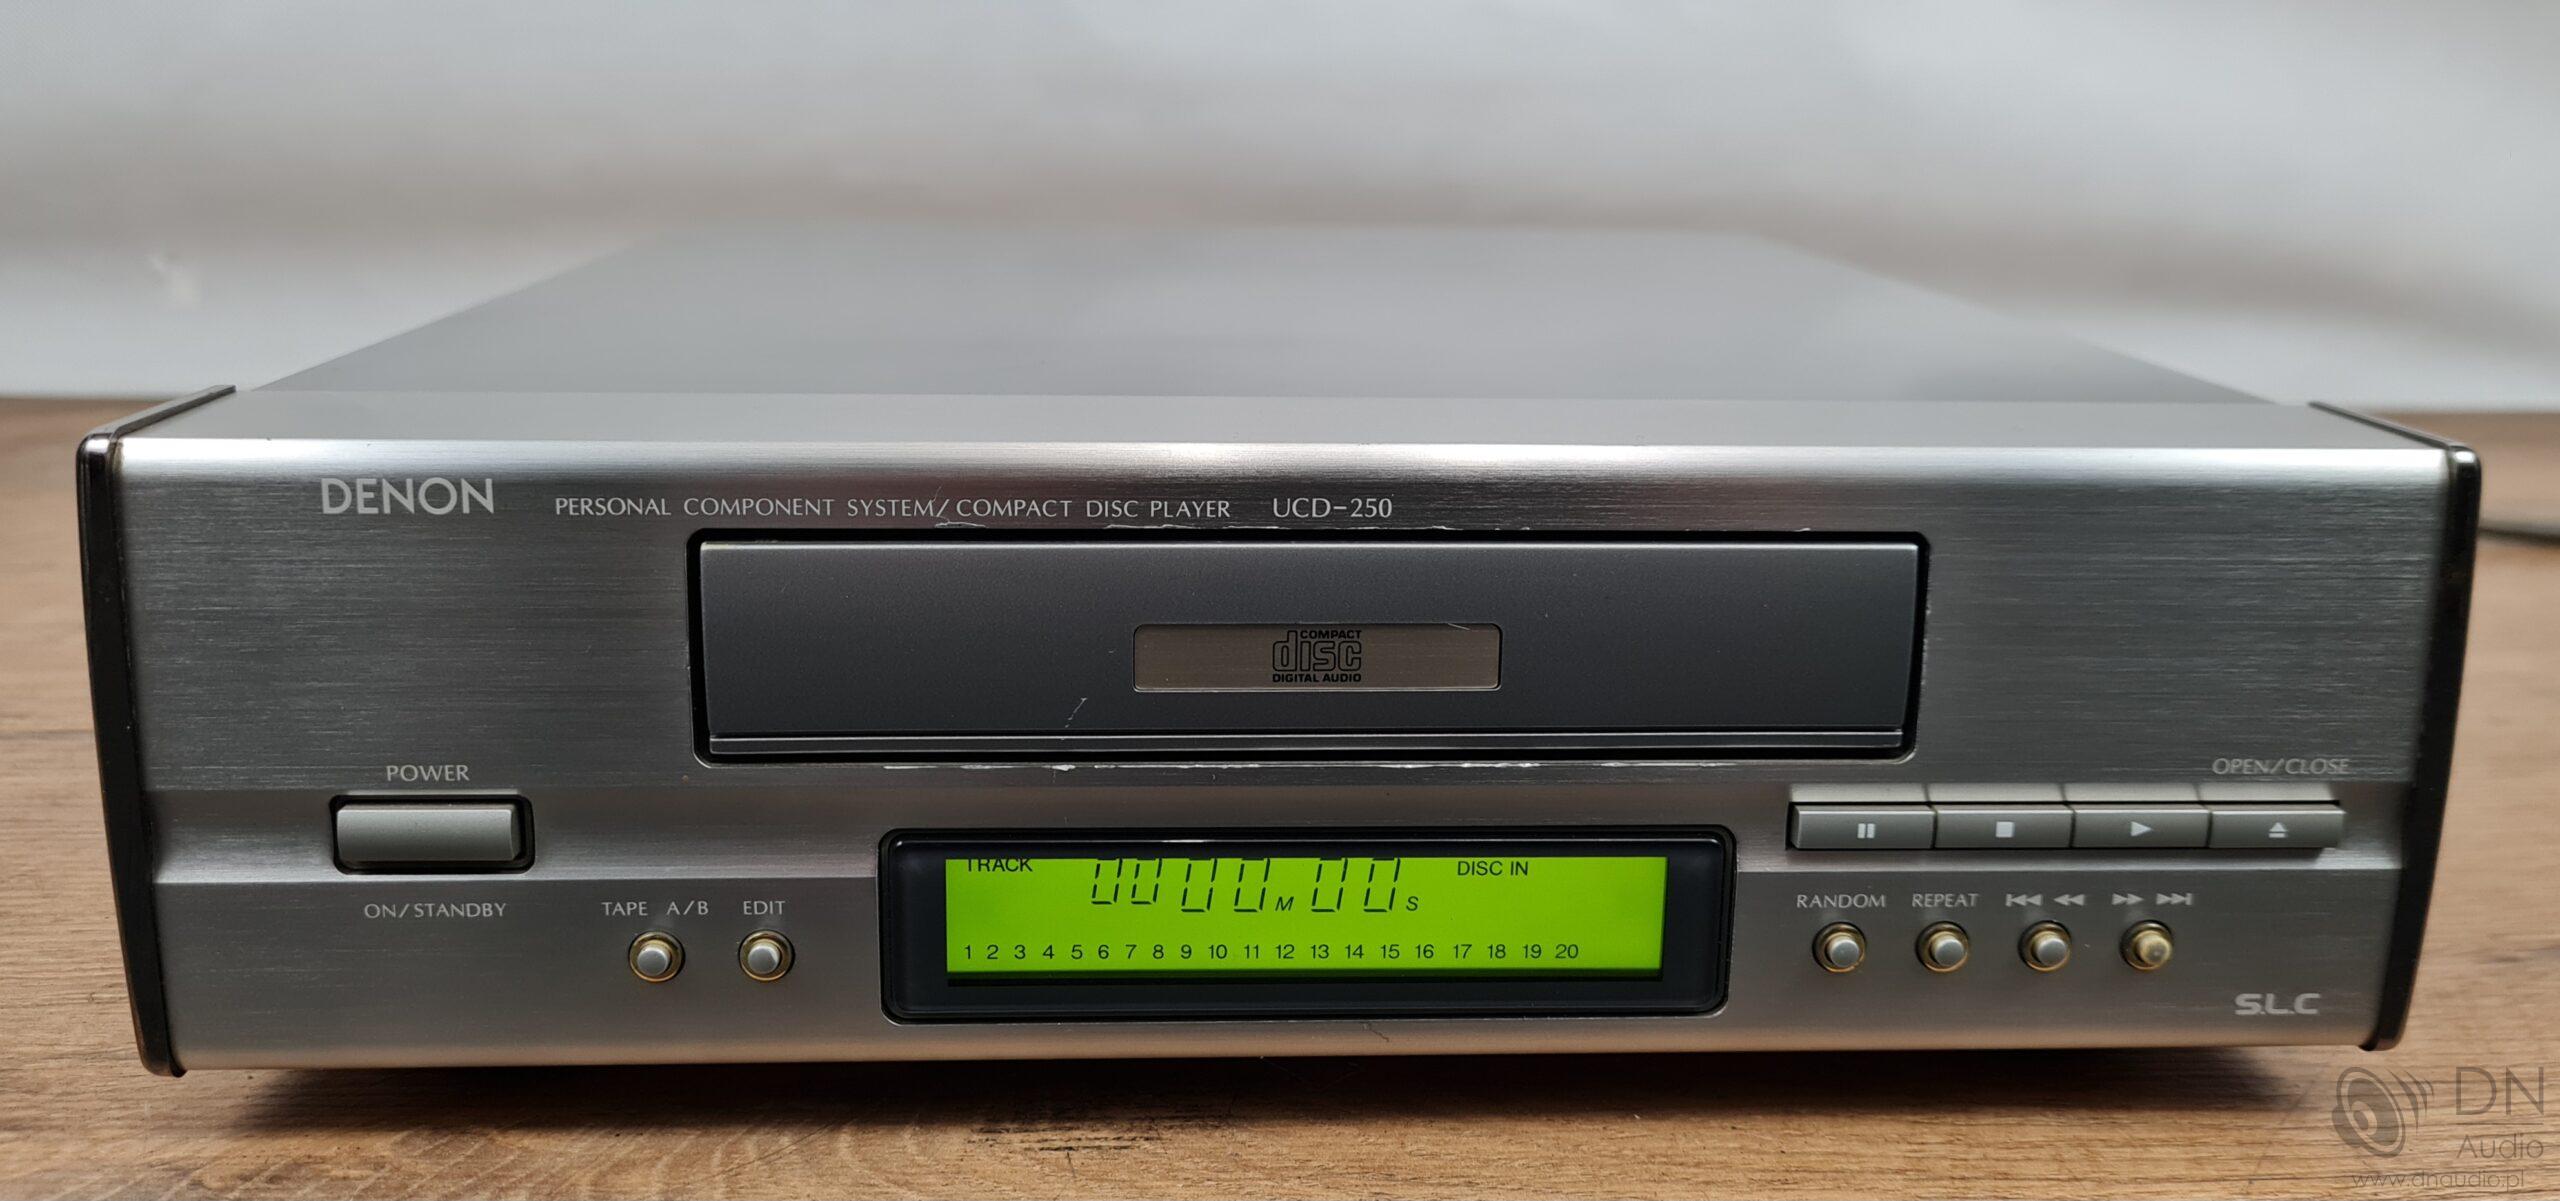 DENON PERSONAL COMPONENT SYSTEM/COMPACT DISC PLAYER UCD-250
COMPACT
disc
DIGITAL AUDIO
POWER
ON/STANDBY
TAPE A/B EDIT
TRACK 00 00 M 00 S DISC IN
1 2 3 4 5 6 7 8 9 10 11 12 13 14 15 16 17 18 19 20
OPEN/CLOSE
RANDOM REPEAT
S.L.C
DN
Audio
www.dnaudio.pl